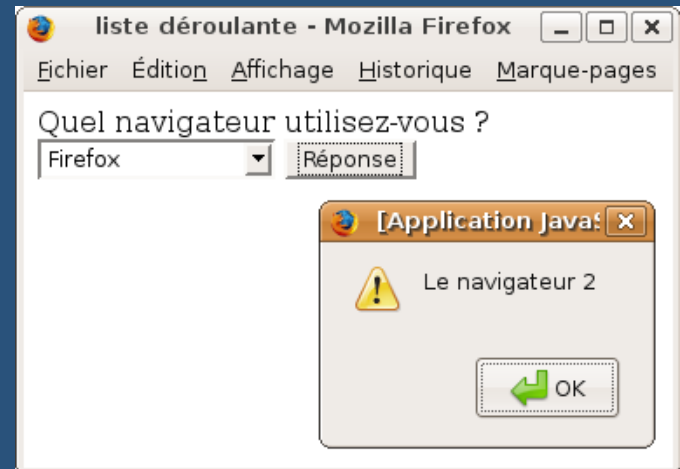 liste déroulante - Mozilla Firefox
Fichier Édition Affichage Historique Marque-pages
Quel navigateur utilisez-vous ?
Firefox Réponse
[Application Java
Le navigateur 2
OK